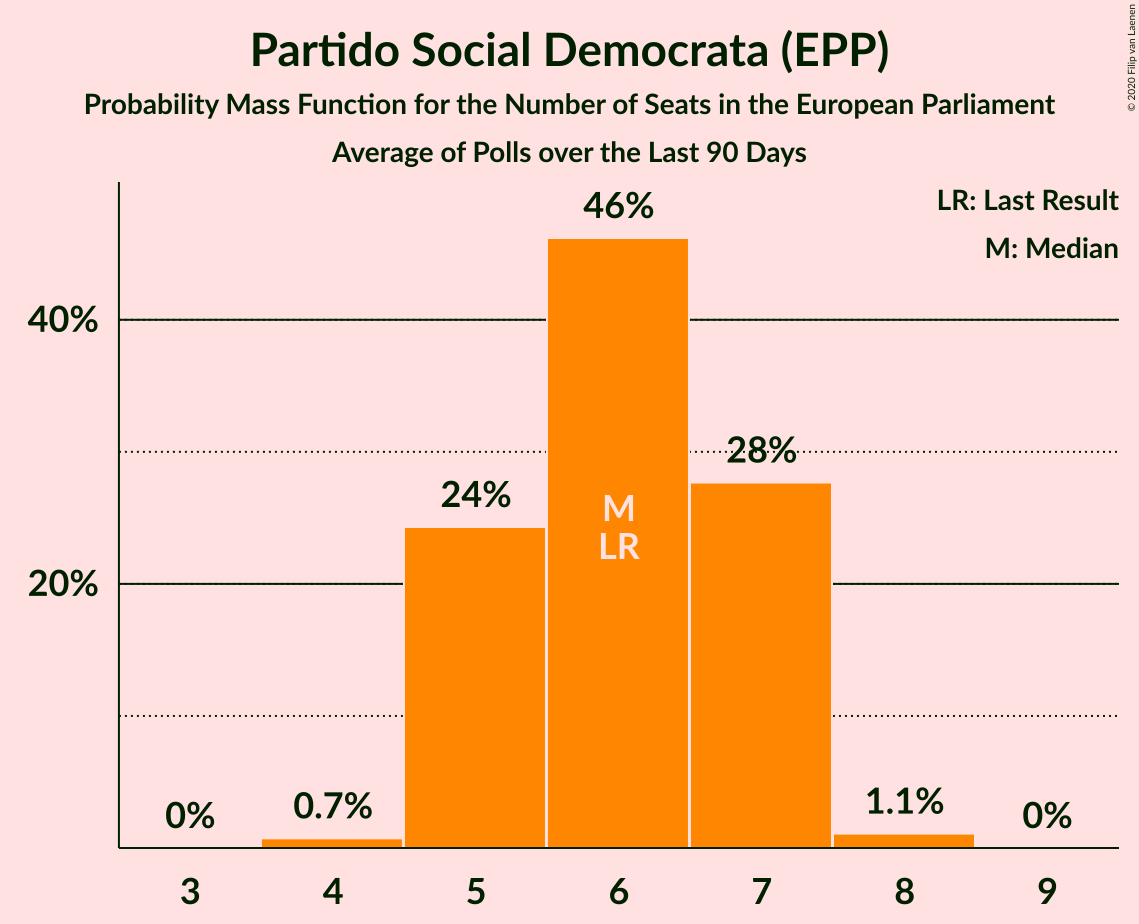 Partido Social Democrata (EPP)
Probability Mass Function for the Number of Seats in the European Parliament
Average of Polls over the Last 90 Days
© 2020 Filip van Laenen
LR: Last Result
M: Median
40%
20%
0%
0.7%
24%
46%
28%
1.1%
0%
M
LR
3
4
5
6
7
8
9